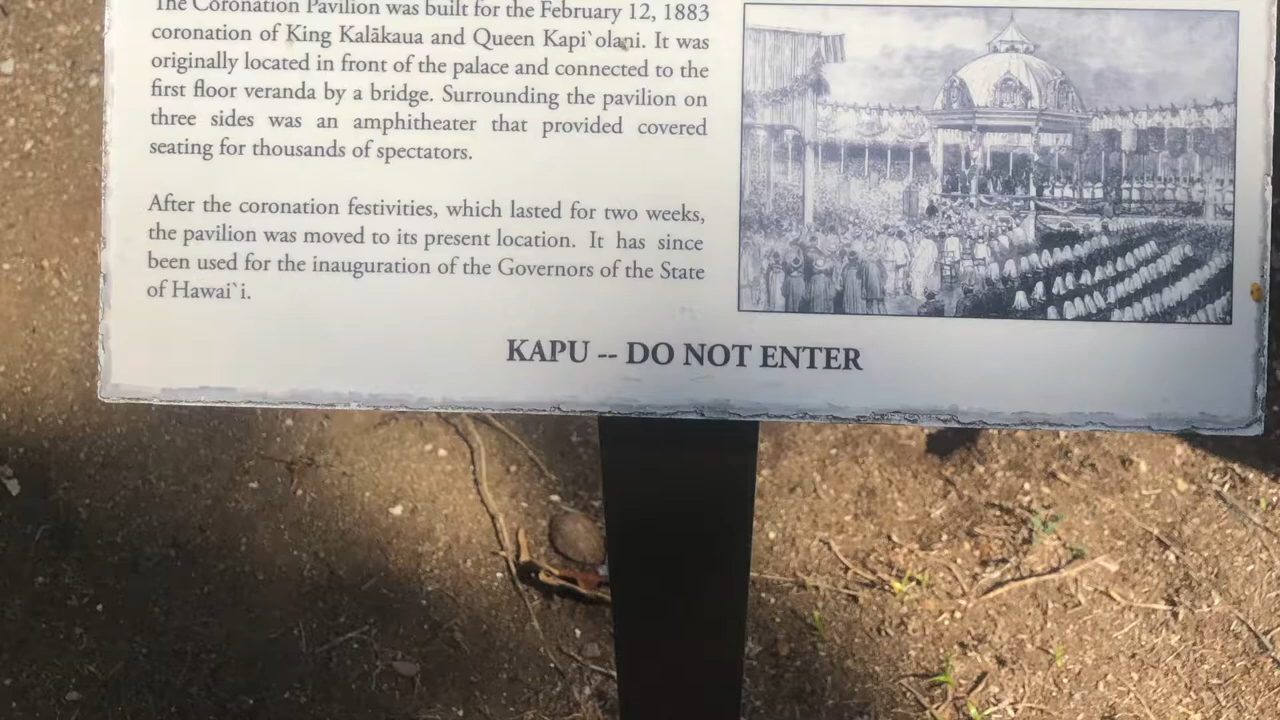 The Coronation Pavilion was built for the February 12, 1883
coronation of King Kalākaua and Queen Kapi`olani. It was
originally located in front of the palace and connected to the
first floor veranda by a bridge. Surrounding the pavilion on
three sides was an amphitheater that provided covered
seating for thousands of spectators.
After the coronation festivities, which lasted for two weeks,
the pavilion was moved to its present location. It has since
been used for the inauguration of the Governors of the State
of Hawai`i.
KAPU -- DO NOT ENTER